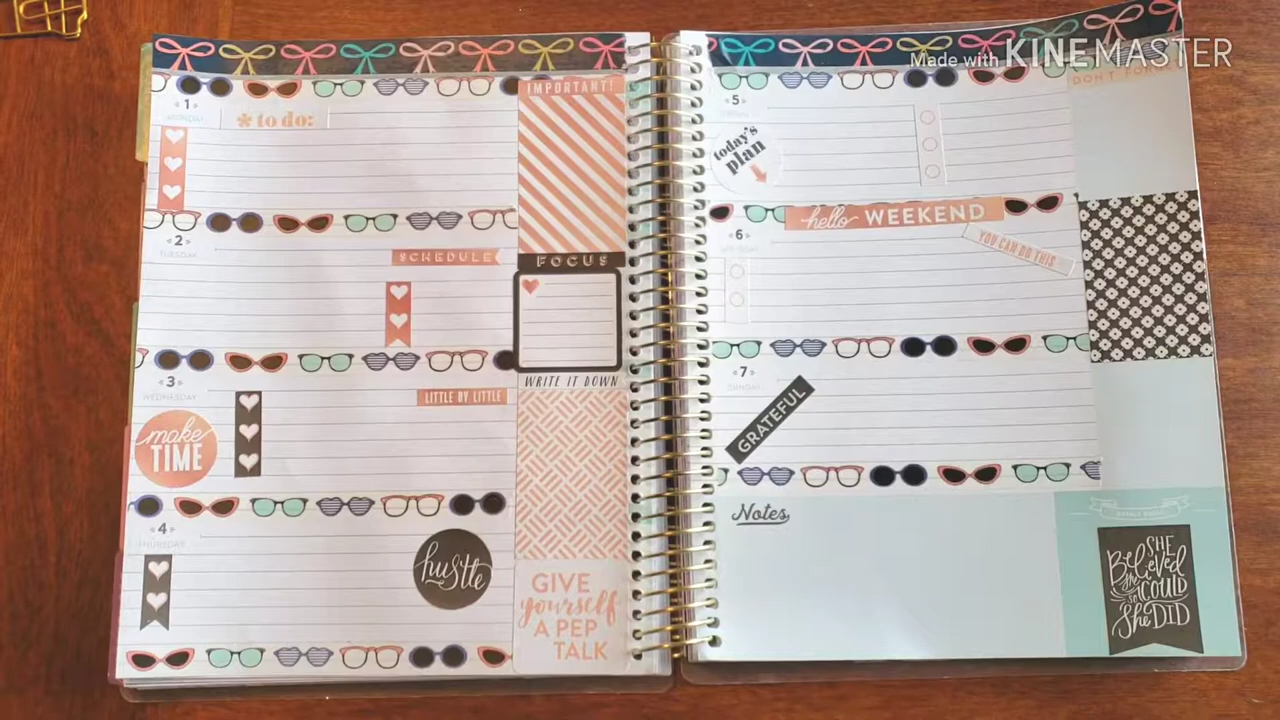 Made with KINEMASTER
IMPORTANT!
DON'T FORGET
1
MONDAY
* to do:
5
today's
plan
hello WEEKEND
2
TUESDAY
SCHEDULE
FOCUS
6
YOU CAN DO THIS
WRITE IT DOWN
3
WEDNESDAY
LITTLE BY LITTLE
make
TIME
7
SUNDAY
GRATEFUL
4
THURSDAY
hustle
Notes
GIVE
yourself
A PEP
TALK
SHE
Believed
she COULD
so
She DID